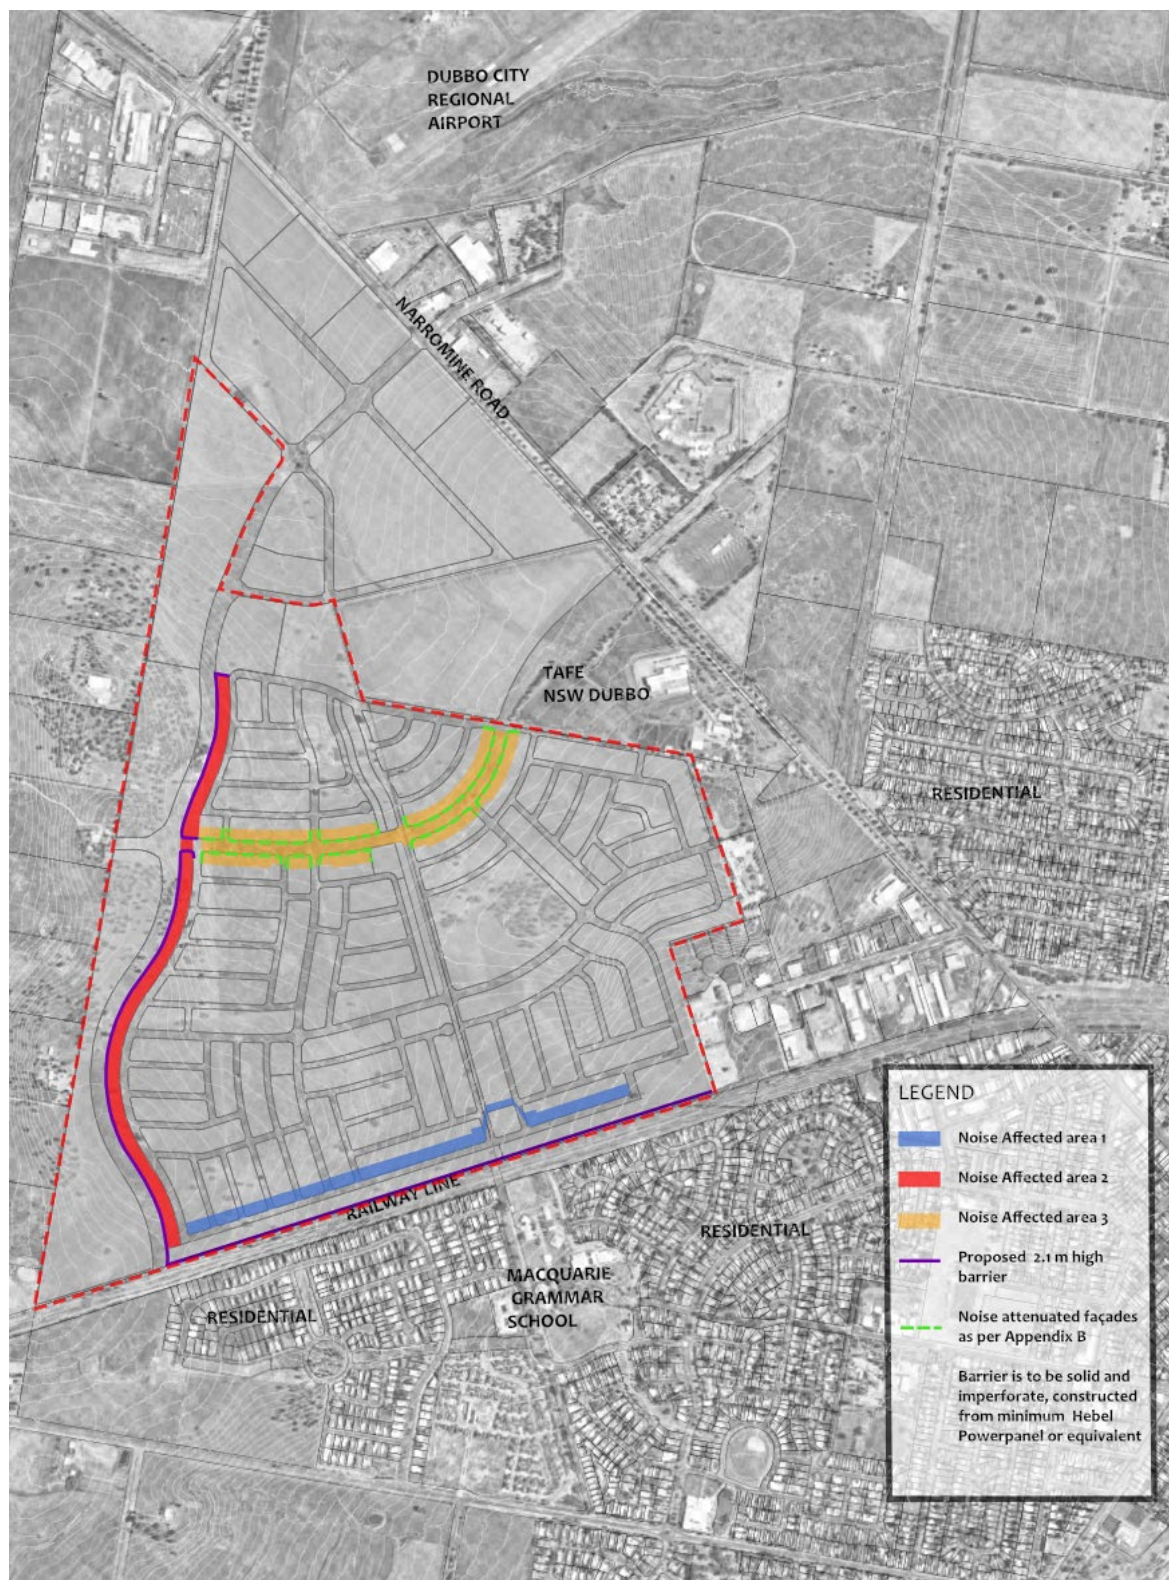 DUBBO CITY
REGIONAL
AIRPORT
NARROMINE ROAD
TAFE
NSW DUBBO
RESIDENTIAL
RAILWAY LINE
RESIDENTIAL
MACQUARIE
GRAMMAR
SCHOOL
RESIDENTIAL
LEGEND
Noise Affected area 1
Noise Affected area 2
Noise Affected area 3
Proposed 2.1 m high
barrier
Noise attenuated façades
as per Appendix B
Barrier is to be solid and
imperforate, constructed
from minimum Hebel
Powerpanel or equivalent